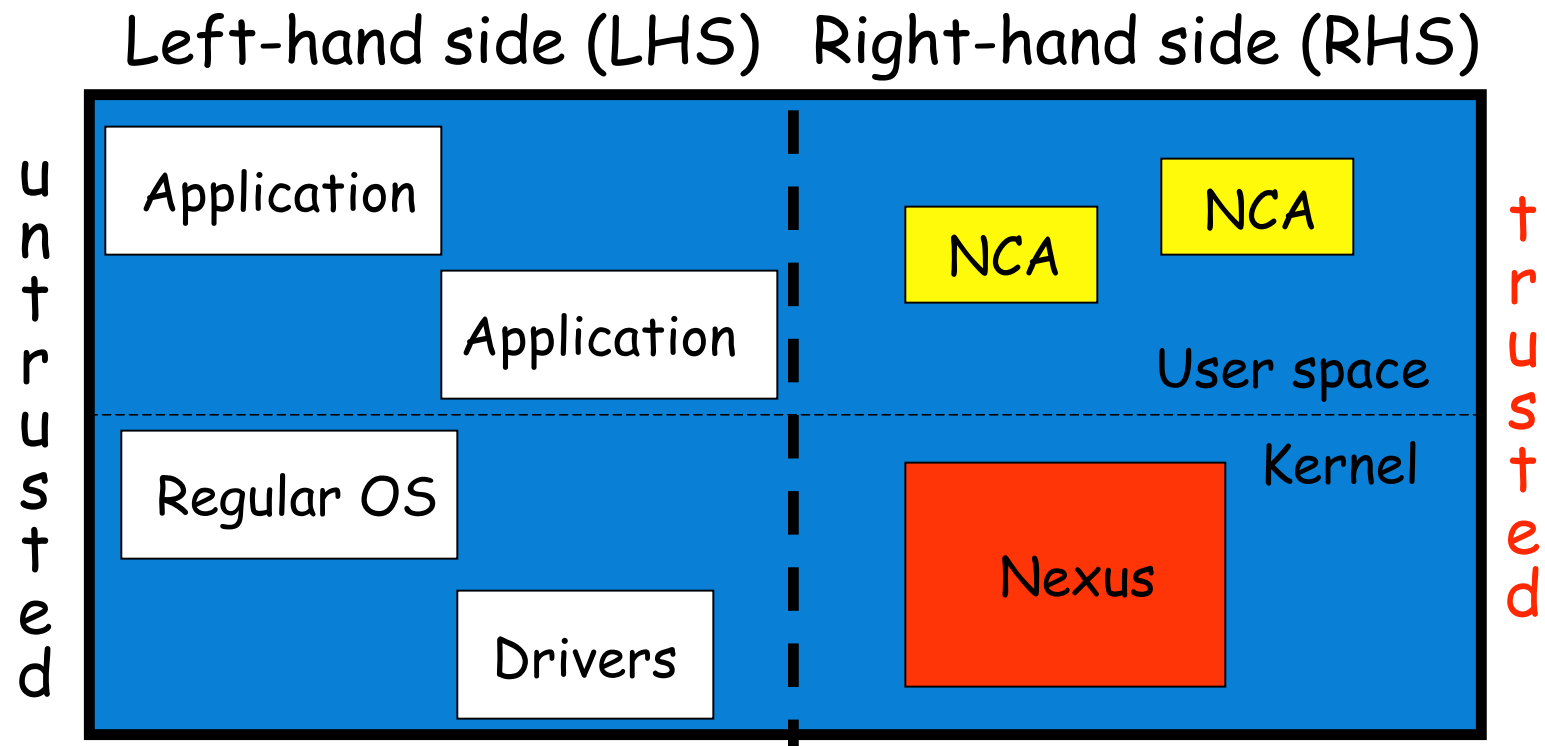 Left-hand side (LHS)
Right-hand side (RHS)
untrusted
Application
Application
Regular OS
Drivers
NCA
NCA
User space
Kernel
Nexus
trusted